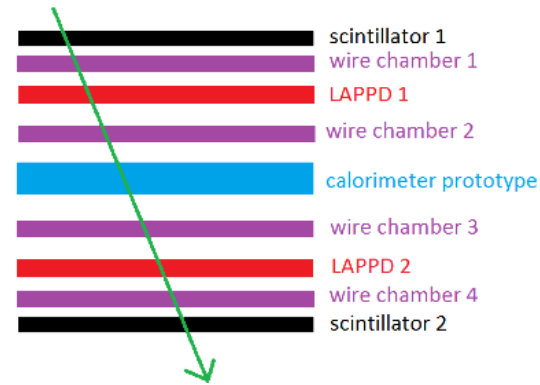 scintillator 1
wire chamber 1
LAPPD 1
wire chamber 2
calorimeter prototype
wire chamber 3
LAPPD 2
wire chamber 4
scintillator 2